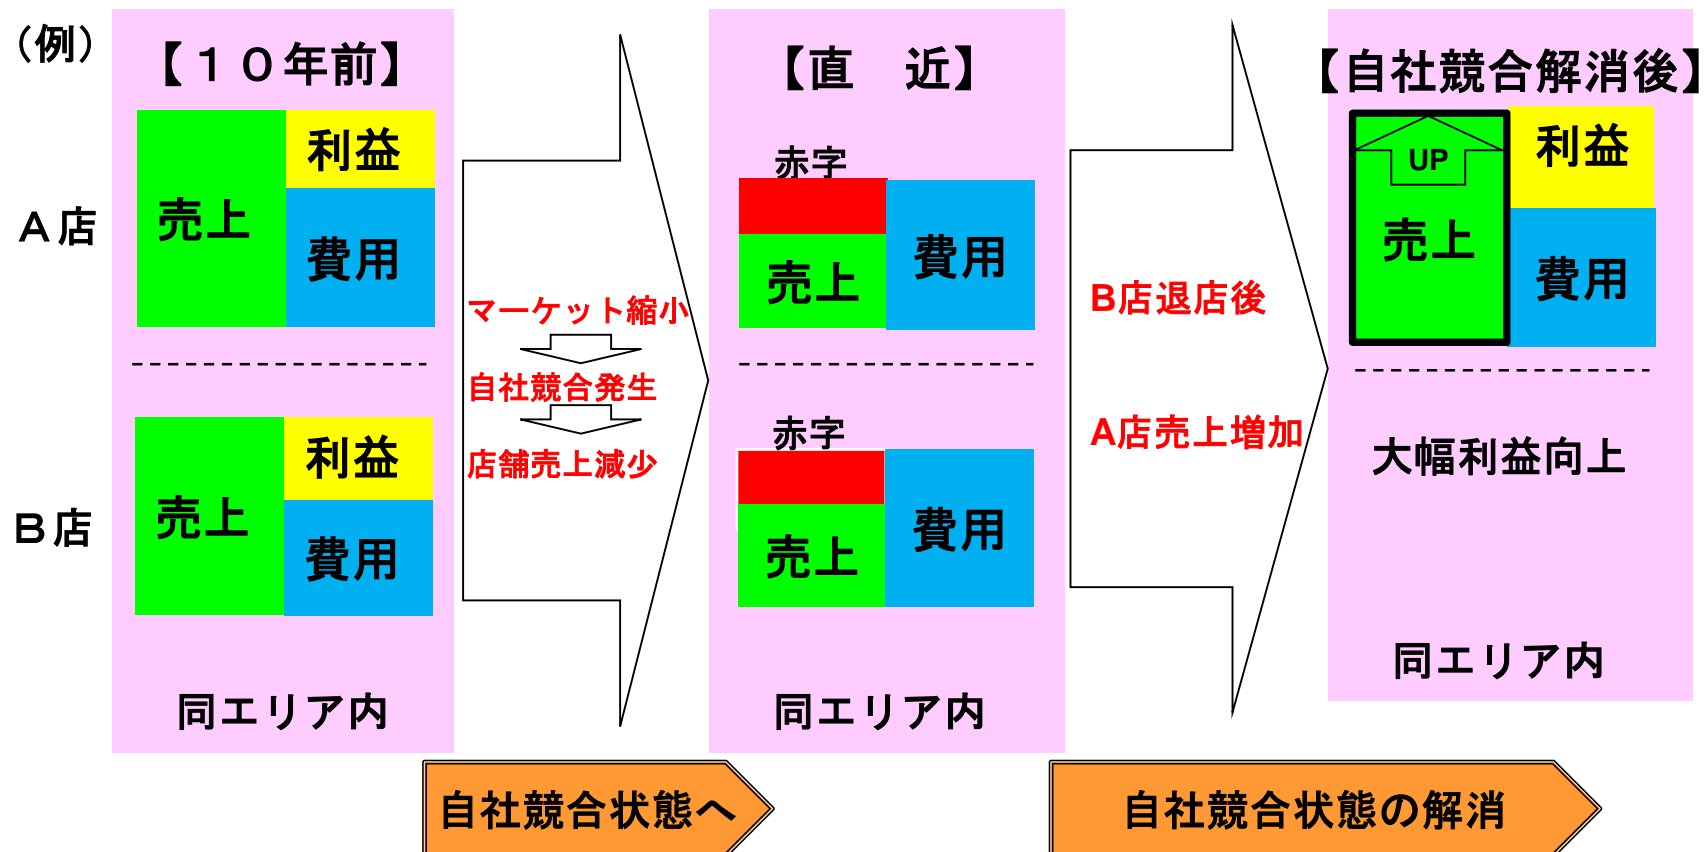 （例）
【１０年前】
Ａ店
売上
利益
費用
Ｂ店
売上
利益
費用
同エリア内
マーケット縮小
自社競合発生
店舗売上減少
【直　近】
赤字
売上
費用
赤字
売上
費用
同エリア内
B店退店後
A店売上増加
【自社競合解消後】
UP
売上
利益
費用
大幅利益向上
同エリア内
自社競合状態へ
自社競合状態の解消